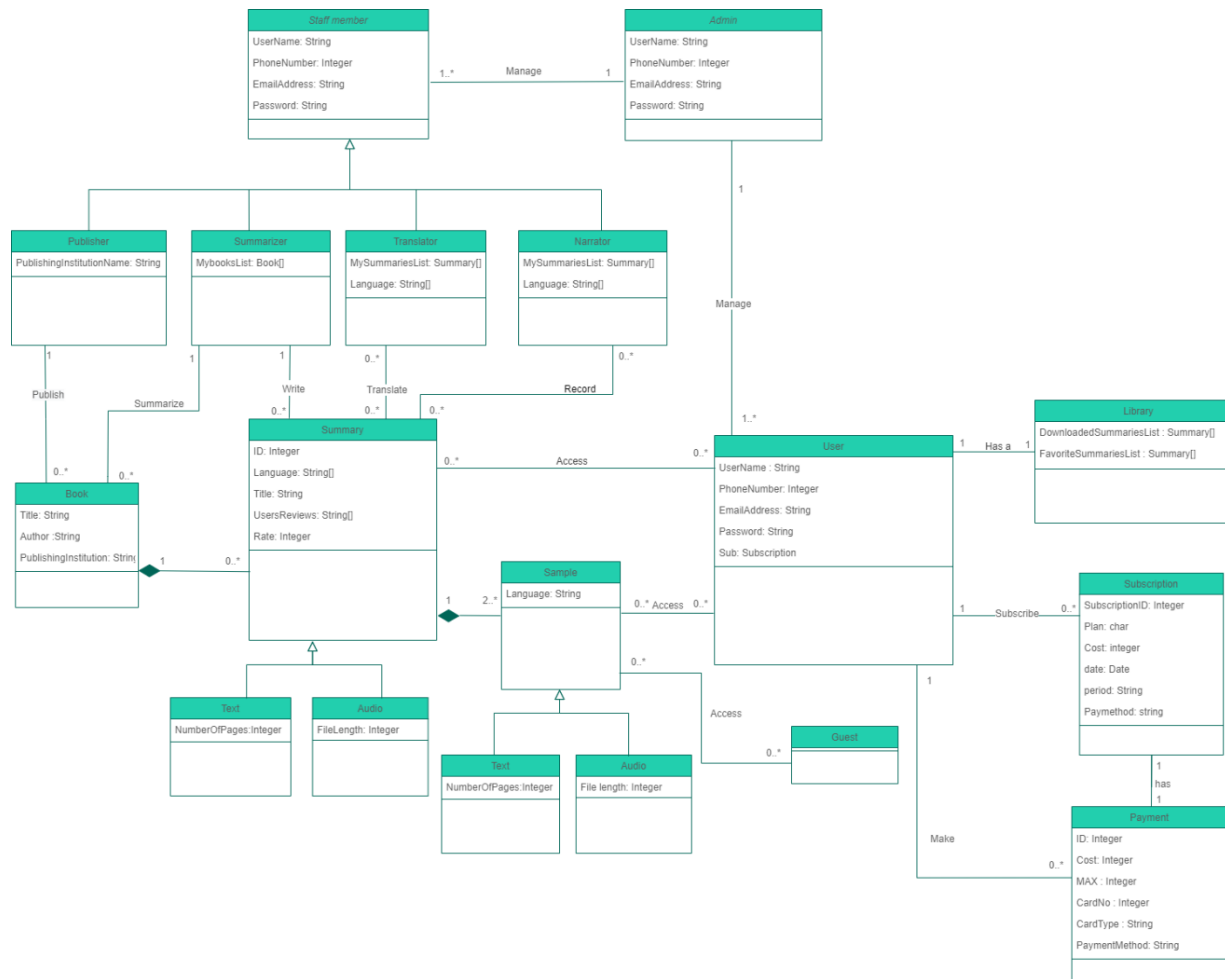 Staff member
UserName: String
PhoneNumber: Integer
EmailAddress: String
Password: String
Admin
UserName: String
PhoneNumber: Integer
EmailAddress: String
Password: String
1..*
Manage
1
1
Manage
1..*
Publisher
PublishingInstitutionName: String
Summarizer
MybooksList: Book[]
Translator
MySummariesList: Summary[]
Language: String[]
Narrator
MySummariesList: Summary[]
Language: String[]
1
Publish
0..*
1
Summarize
0..*
1
Write
0..*
0..*
Translate
0..*
0..*
Record
0..*
Book
Title: String
Author :String
PublishingInstitution: String
1
0..*
Summary
ID: Integer
Language: String[]
Title: String
UsersReviews: String[]
Rate: Integer
0..*
Access
0..*
User
UserName : String
PhoneNumber: Integer
EmailAddress: String
Password: String
Sub: Subscription
1
Has a
1
Library
DownloadedSummariesList : Summary[]
FavoriteSummariesList : Summary[]
1
2..*
Sample
Language: String
0..*
Access
0..*
0..*
Access
0..*
Guest
1
Subscribe
0..*
Subscription
SubscriptionID: Integer
Plan: char
Cost: integer
date: Date
period: String
Paymethod: string
Text
NumberOfPages:Integer
Audio
FileLength: Integer
Text
NumberOfPages:Integer
Audio
File length: Integer
1
Make
0..*
1
has
1
Payment
ID: Integer
Cost: Integer
MAX : Integer
CardNo : Integer
CardType : String
PaymentMethod: String